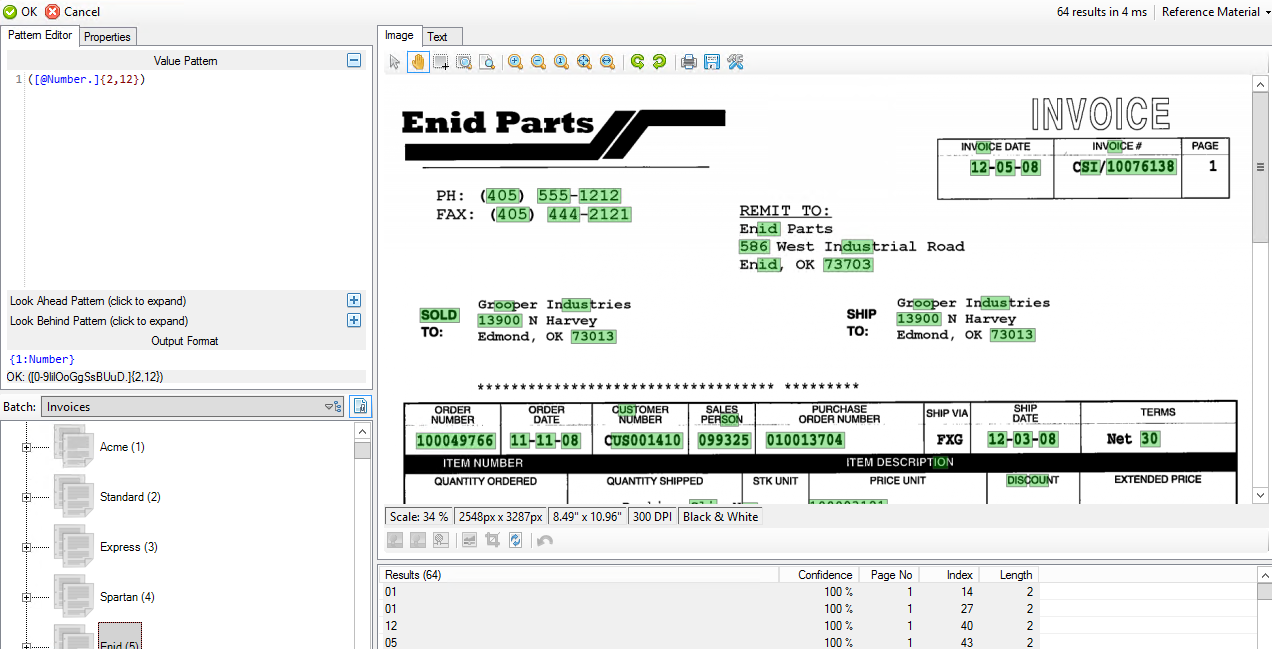 OK Cancel 64 results in 4 ms Reference Material
Pattern Editor Properties
Value Pattern
1 ([@Number.]{2,12})
Look Ahead Pattern (click to expand)
Look Behind Pattern (click to expand)
Output Format
{1:Number}
OK: ([0-9liIOoGgSsBUuD.]{2,12})
Batch: Invoices
Acme (1)
Standard (2)
Express (3)
Spartan (4)
Enid (5)
Image Text
Enid Parts
INVOICE
INVOICE DATE INVOICE # PAGE
12-05-08 CSI/10076138 1
PH: (405) 555-1212
FAX: (405) 444-2121
REMIT TO:
Enid Parts
586 West Industrial Road
Enid, OK 73703
SOLD TO:
Grooper Industries
13900 N Harvey
Edmond, OK 73013
SHIP TO:
Grooper Industries
13900 N Harvey
Edmond, OK 73013
********************************** *********
ORDER NUMBER ORDER DATE CUSTOMER NUMBER SALES PERSON PURCHASE ORDER NUMBER SHIP VIA SHIP DATE TERMS
100049766 11-11-08 CUS001410 099325 010013704 FXG 12-03-08 Net 30
ITEM NUMBER ITEM DESCRIPTION
QUANTITY ORDERED QUANTITY SHIPPED STK UNIT PRICE UNIT DISCOUNT EXTENDED PRICE
Scale: 34 % 2548px x 3287px 8.49" x 10.96" 300 DPI Black & White
Results (64) Confidence Page No Index Length
01 100 % 1 14 2
01 100 % 1 27 2
12 100 % 1 40 2
05 100 % 1 43 2